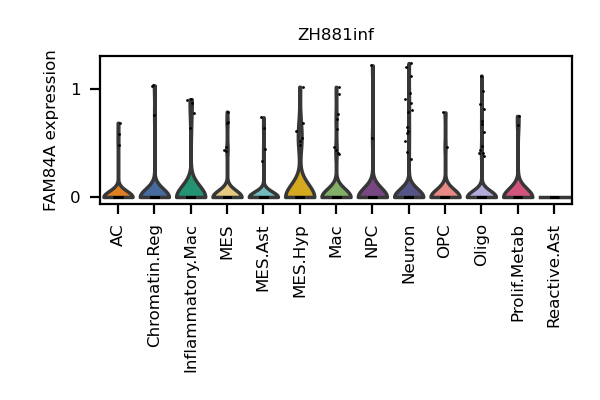 ZH881inf
FAM84A expression
1
0
AC
Chromatin.Reg
Inflammatory.Mac
MES
MES.Ast
MES.Hyp
Mac
NPC
Neuron
OPC
Oligo
Prolif.Metab
Reactive.Ast